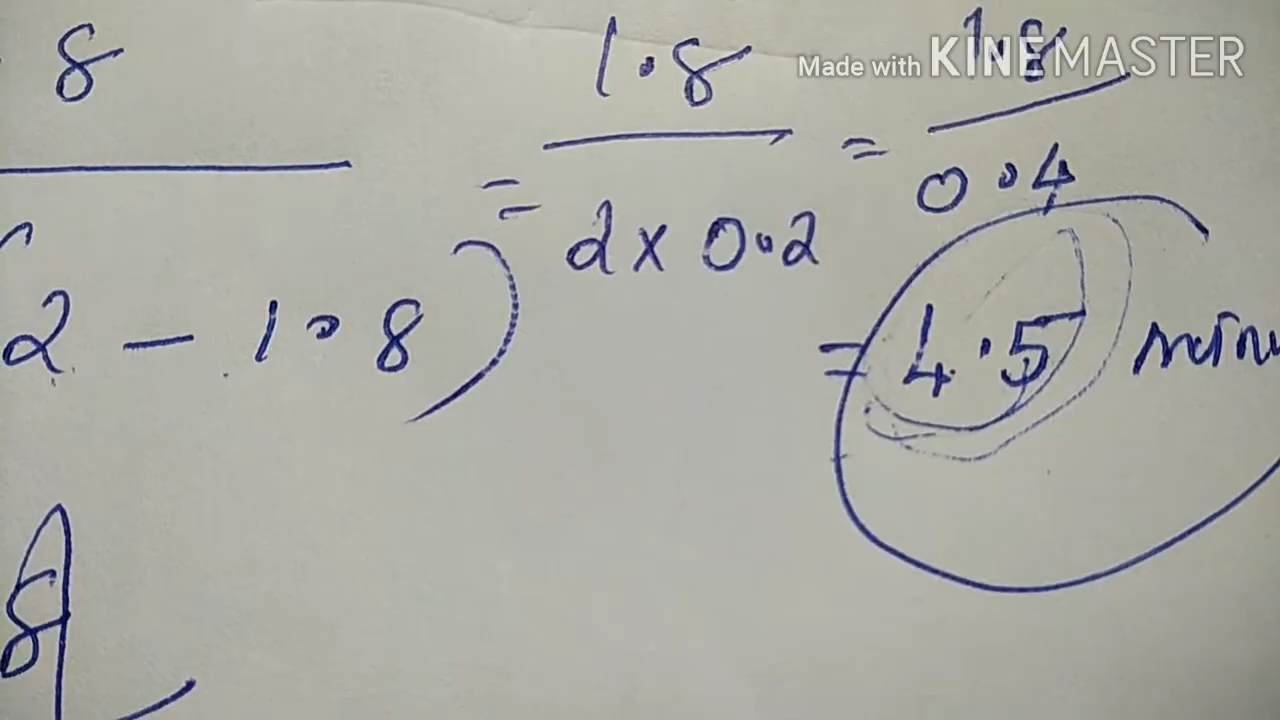 8 = 1.8 = 1.8
2 - 1.8) 2 x 0.2 0.4
= 4.5
Made with KINEMASTER